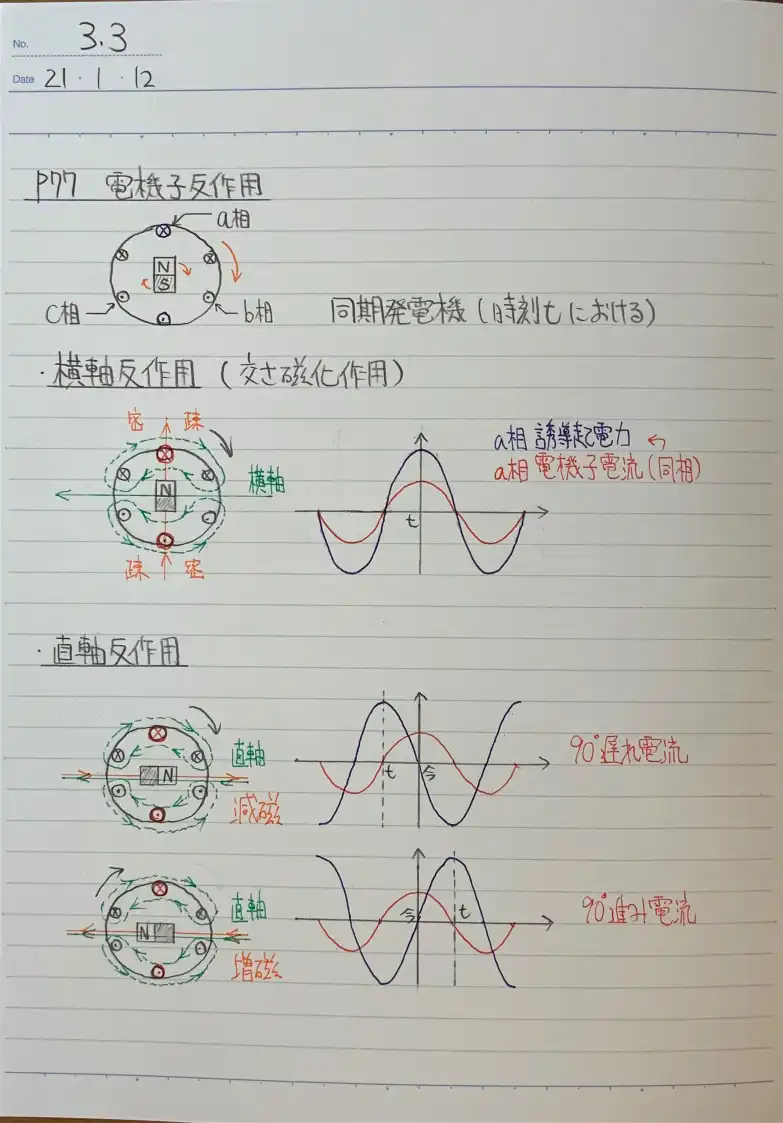 No. 3.3
Date 21・1・12
P77 電機子反作用
a相
N
S
c相
b相
同期発電機(時刻tにおける)
・横軸反作用(交さ磁化作用)
密 疎
N
横軸
疎 密
a相 誘導起電力
a相 電機子電流(同相)
t
・直軸反作用
N
直軸
減磁
t 今
90°遅れ電流
N
直軸
増磁
今 t
90°進み電流